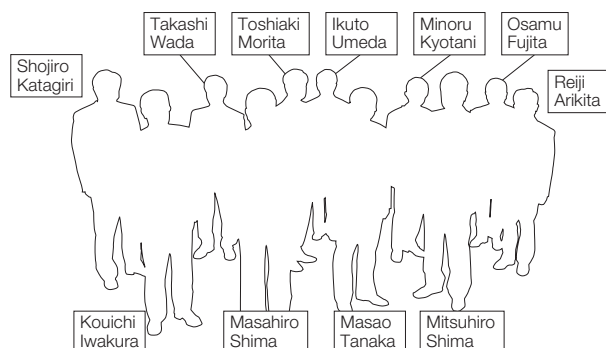 Takashi
Wada
Toshiaki
Morita
Ikuto
Umeda
Minoru
Kyotani
Osamu
Fujita
Shojiro
Katagiri
Reiji
Arikita
Kouichi
Iwakura
Masahiro
Shima
Masao
Tanaka
Mitsuhiro
Shima